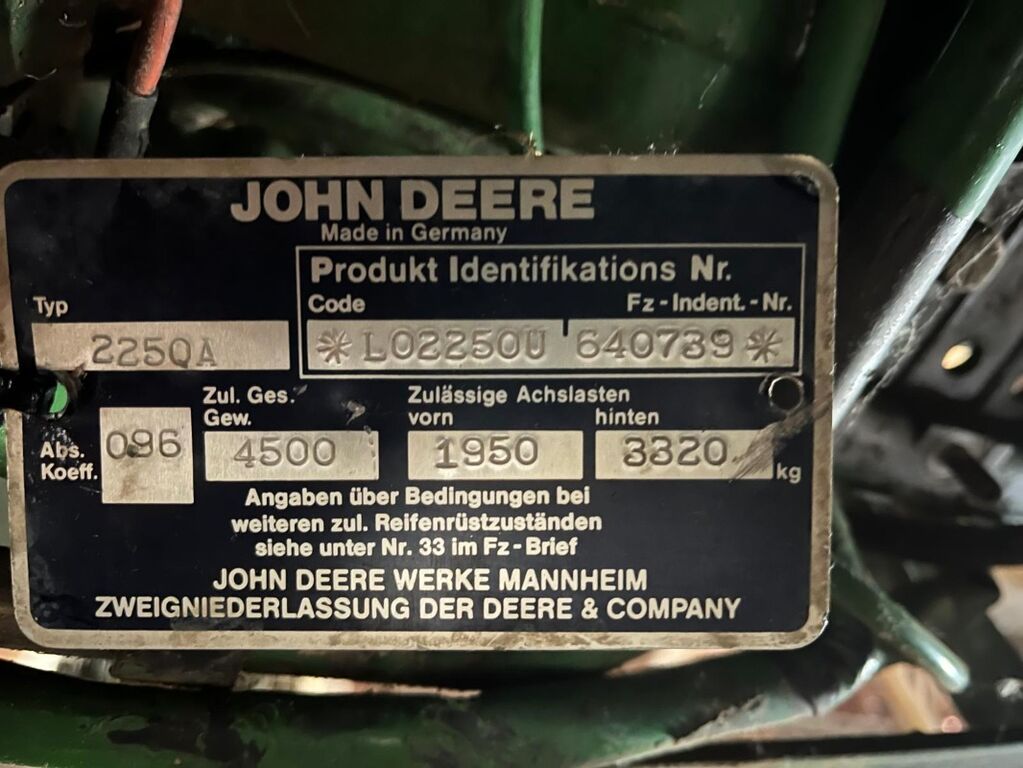 JOHN DEERE
Made in Germany
Produkt Identifikations Nr.
Typ
Code Fz-Indent.-Nr.
225QA
*L02250U 640739*
Zul. Ges. Gew.
Zulässige Achslasten
vorn hinten
Abs. Koeff.
096 4500 1950 3320 kg
Angaben über Bedingungen bei
weiteren zul. Reifenrüstzuständen
siehe unter Nr. 33 im Fz-Brief
JOHN DEERE WERKE MANNHEIM
ZWEIGNIEDERLASSUNG DER DEERE & COMPANY